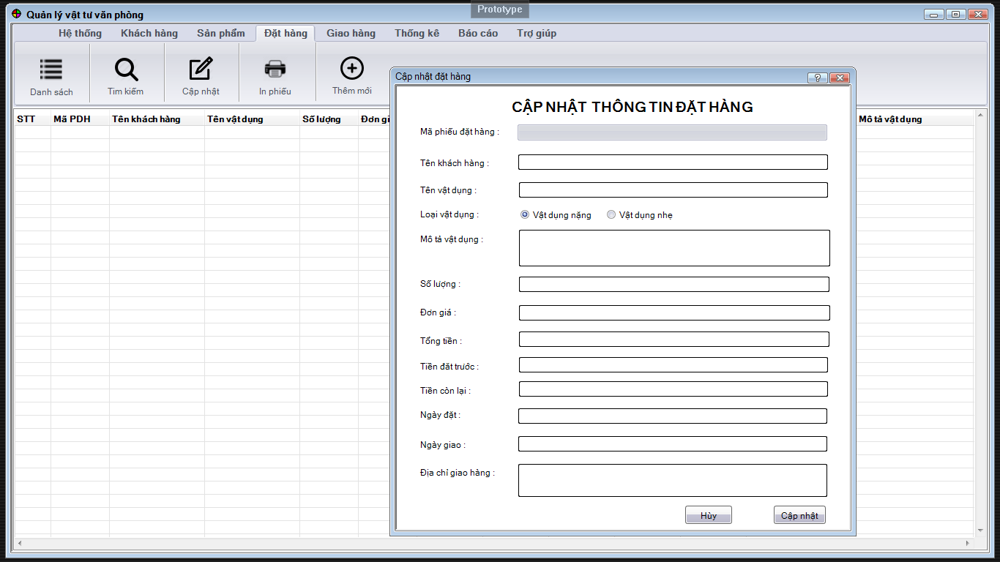 Prototype
Quản lý vật tư văn phòng
Hệ thống Khách hàng Sản phẩm Đặt hàng Giao hàng Thống kê Báo cáo Trợ giúp
Danh sách Tìm kiếm Cập nhật In phiếu Thêm mới
Cập nhật đặt hàng
STT Mã PDH Tên khách hàng Tên vật dụng Số lượng Đơn gi Mô tả vật dụng
CẬP NHẬT THÔNG TIN ĐẶT HÀNG
Mã phiếu đặt hàng :
Tên khách hàng :
Tên vật dụng :
Loại vật dụng : Vật dụng nặng Vật dụng nhẹ
Mô tả vật dụng :
Số lượng :
Đơn giá :
Tổng tiền :
Tiền đăt trước :
Tiền còn lại :
Ngày đặt :
Ngày giao :
Địa chỉ giao hàng :
Hủy Cập nhật